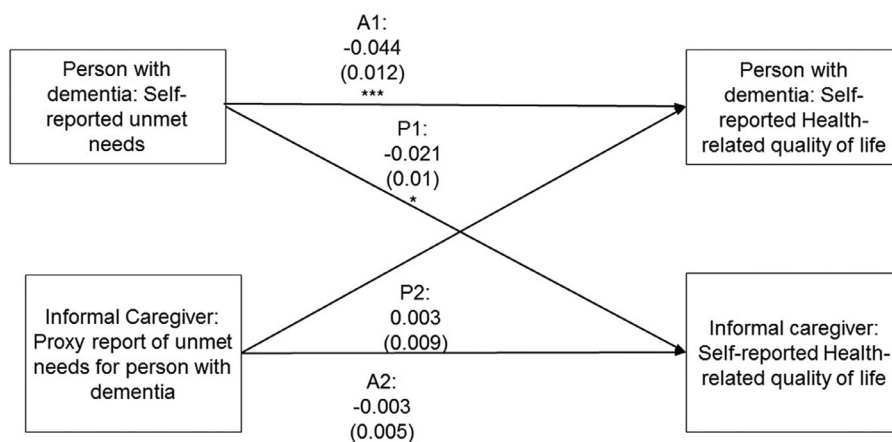 A1:
-0.044
(0.012)
***
Person with
dementia: Self-
reported unmet
needs
Person with
dementia: Self-
reported Health-
related quality of
life
P1:
-0.021
(0.01)
*
Informal Caregiver:
Proxy report of unmet
needs for person with
dementia
P2:
0.003
(0.009)
Informal caregiver:
Self-reported Health-
related quality of life
A2:
-0.003
(0.005)